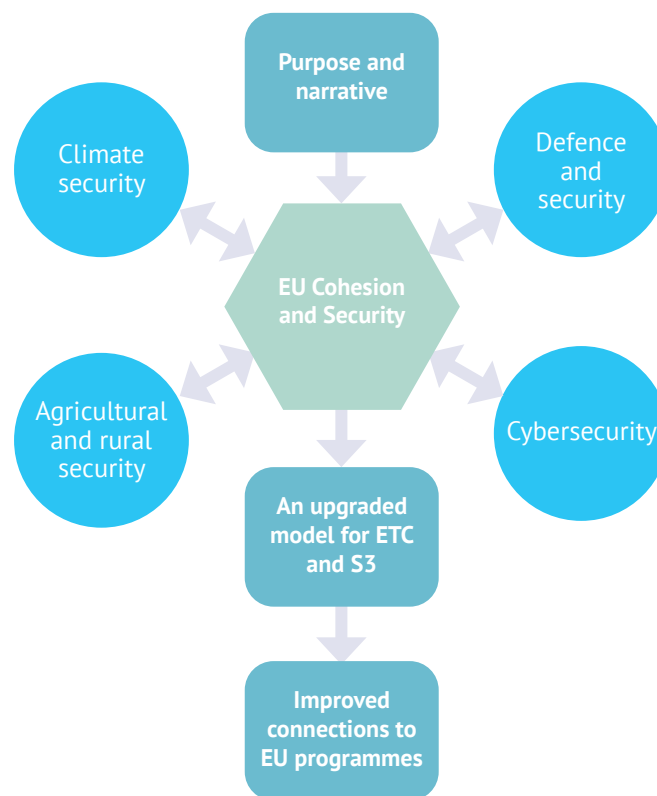 Purpose and
narrative
Climate
security
Defence
and
security
EU Cohesion
and Security
Agricultural
and rural
security
Cybersecurity
An upgraded
model for ETC
and S3
Improved
connections to
EU programmes